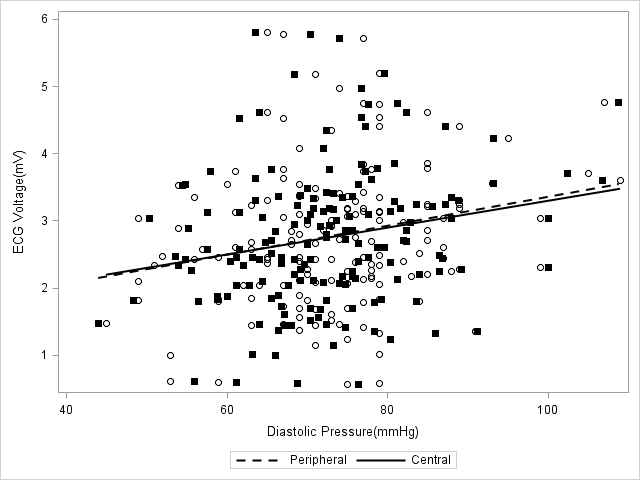 6
5
4
3
2
1
ECG Voltage(mV)
40 60 80 100
Diastolic Pressure(mmHg)
Peripheral Central